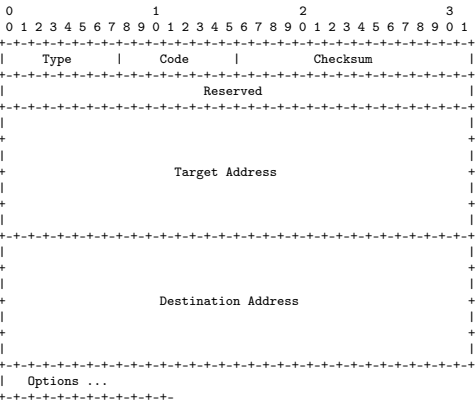 0                   1                   2                   3
0 1 2 3 4 5 6 7 8 9 0 1 2 3 4 5 6 7 8 9 0 1 2 3 4 5 6 7 8 9 0 1
+-+-+-+-+-+-+-+-+-+-+-+-+-+-+-+-+-+-+-+-+-+-+-+-+-+-+-+-+-+-+-+-+
|     Type      |     Code      |          Checksum             |
+-+-+-+-+-+-+-+-+-+-+-+-+-+-+-+-+-+-+-+-+-+-+-+-+-+-+-+-+-+-+-+-+
|                           Reserved                            |
+-+-+-+-+-+-+-+-+-+-+-+-+-+-+-+-+-+-+-+-+-+-+-+-+-+-+-+-+-+-+-+-+
|                                                               |
+                                                               +
|                                                               |
+                       Target Address                          +
|                                                               |
+                                                               +
|                                                               |
+-+-+-+-+-+-+-+-+-+-+-+-+-+-+-+-+-+-+-+-+-+-+-+-+-+-+-+-+-+-+-+-+
|                                                               |
+                                                               +
|                                                               |
+                     Destination Address                       +
|                                                               |
+                                                               +
|                                                               |
+-+-+-+-+-+-+-+-+-+-+-+-+-+-+-+-+-+-+-+-+-+-+-+-+-+-+-+-+-+-+-+-+
|   Options ...
+-+-+-+-+-+-+-+-+-+-+-+-